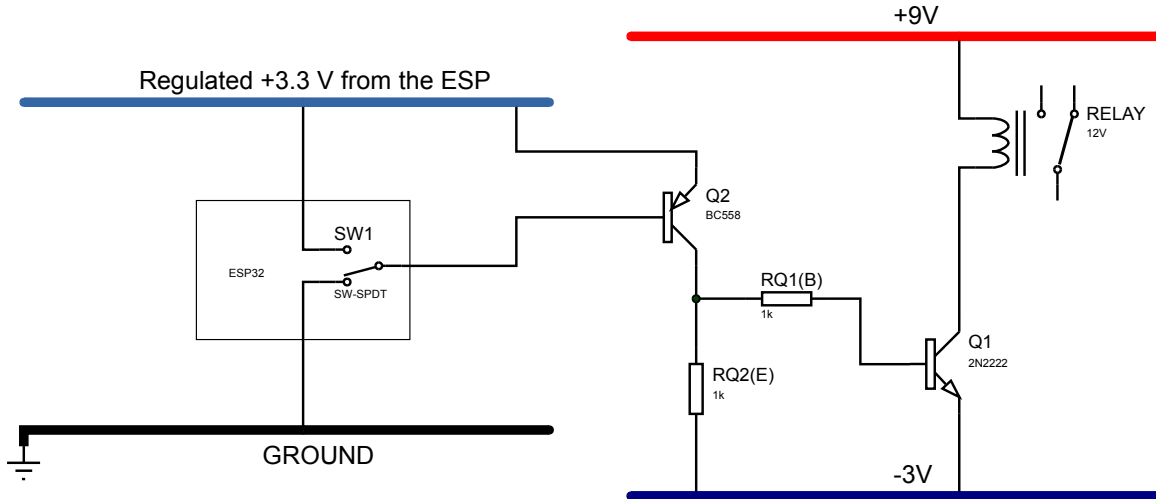 +9V
Regulated +3.3 V from the ESP
RELAY
12V
Q2
BC558
SW1
ESP32
SW-SPDT
RQ1(B)
1k
Q1
2N2222
RQ2(E)
1k
GROUND
-3V